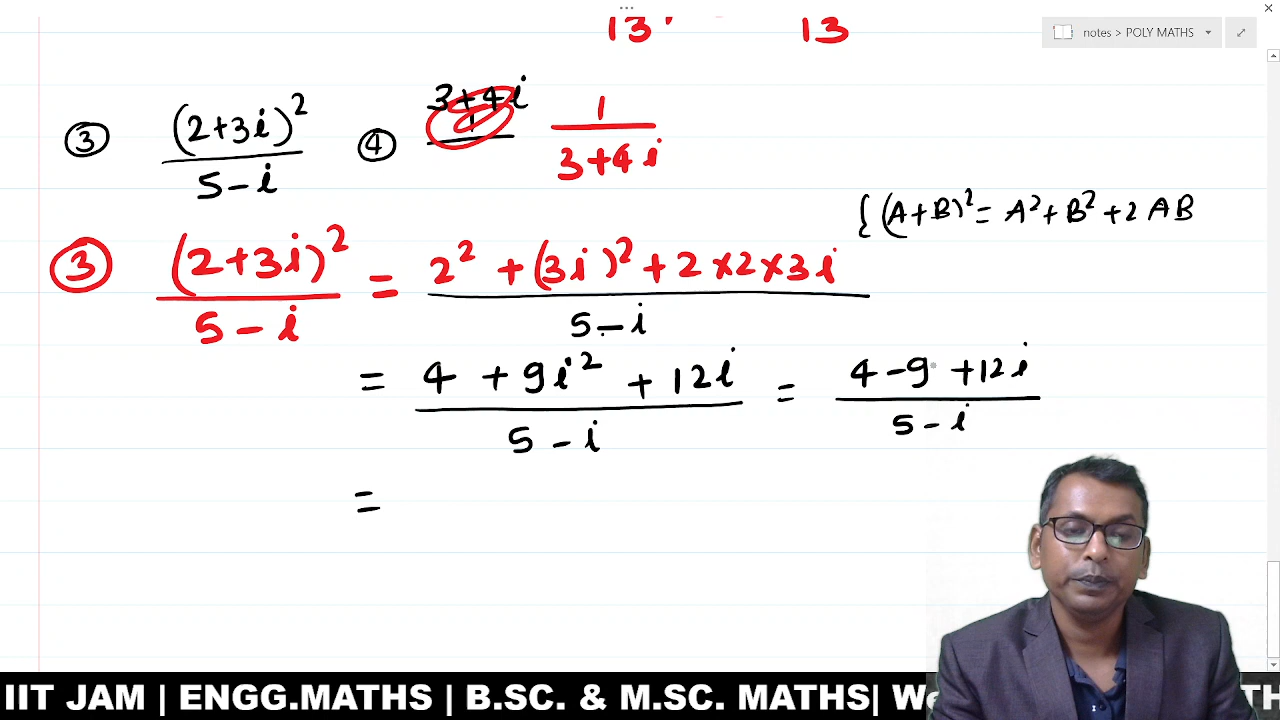 13 13
notes > POLY MATHS
③ (2+3i)² / 5-i ④ 3+4i / 1 1 / 3+4i
{ (A+B)² = A² + B² + 2AB
③ (2+3i)² / 5-i = 2² + (3i)² + 2×2×3i / 5-i
= 4 + 9i² + 12i / 5-i = 4-9+12i / 5-i
=
IIT JAM | ENGG.MATHS | B.SC. & M.SC. MATHS| We